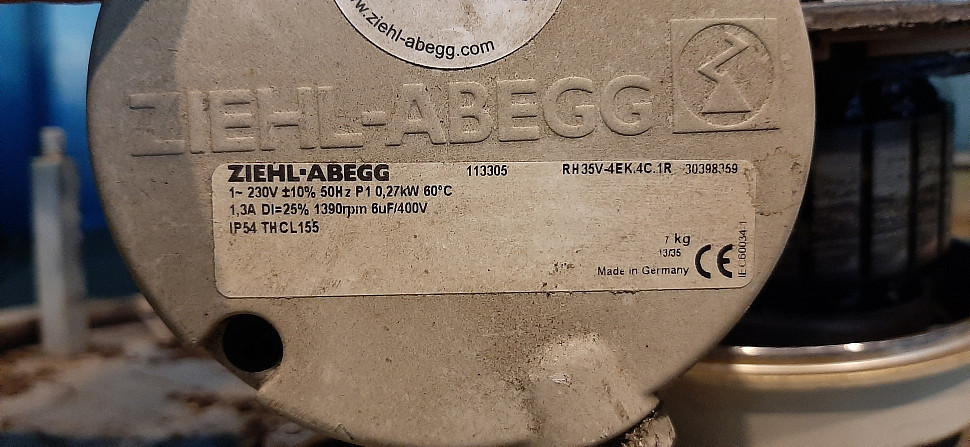 www.ziehl-abegg.com
ZIEHL-ABEGG
ZIEHL-ABEGG 113305 RH35V-4EK.4C.1R 30398359
1~ 230V ±10% 50Hz P1 0,27kW 60°C
1,3A DI=25% 1390rpm 6uF/400V
IP54 THCL155
7 kg
13/35
Made in Germany CE
IEC60034-1